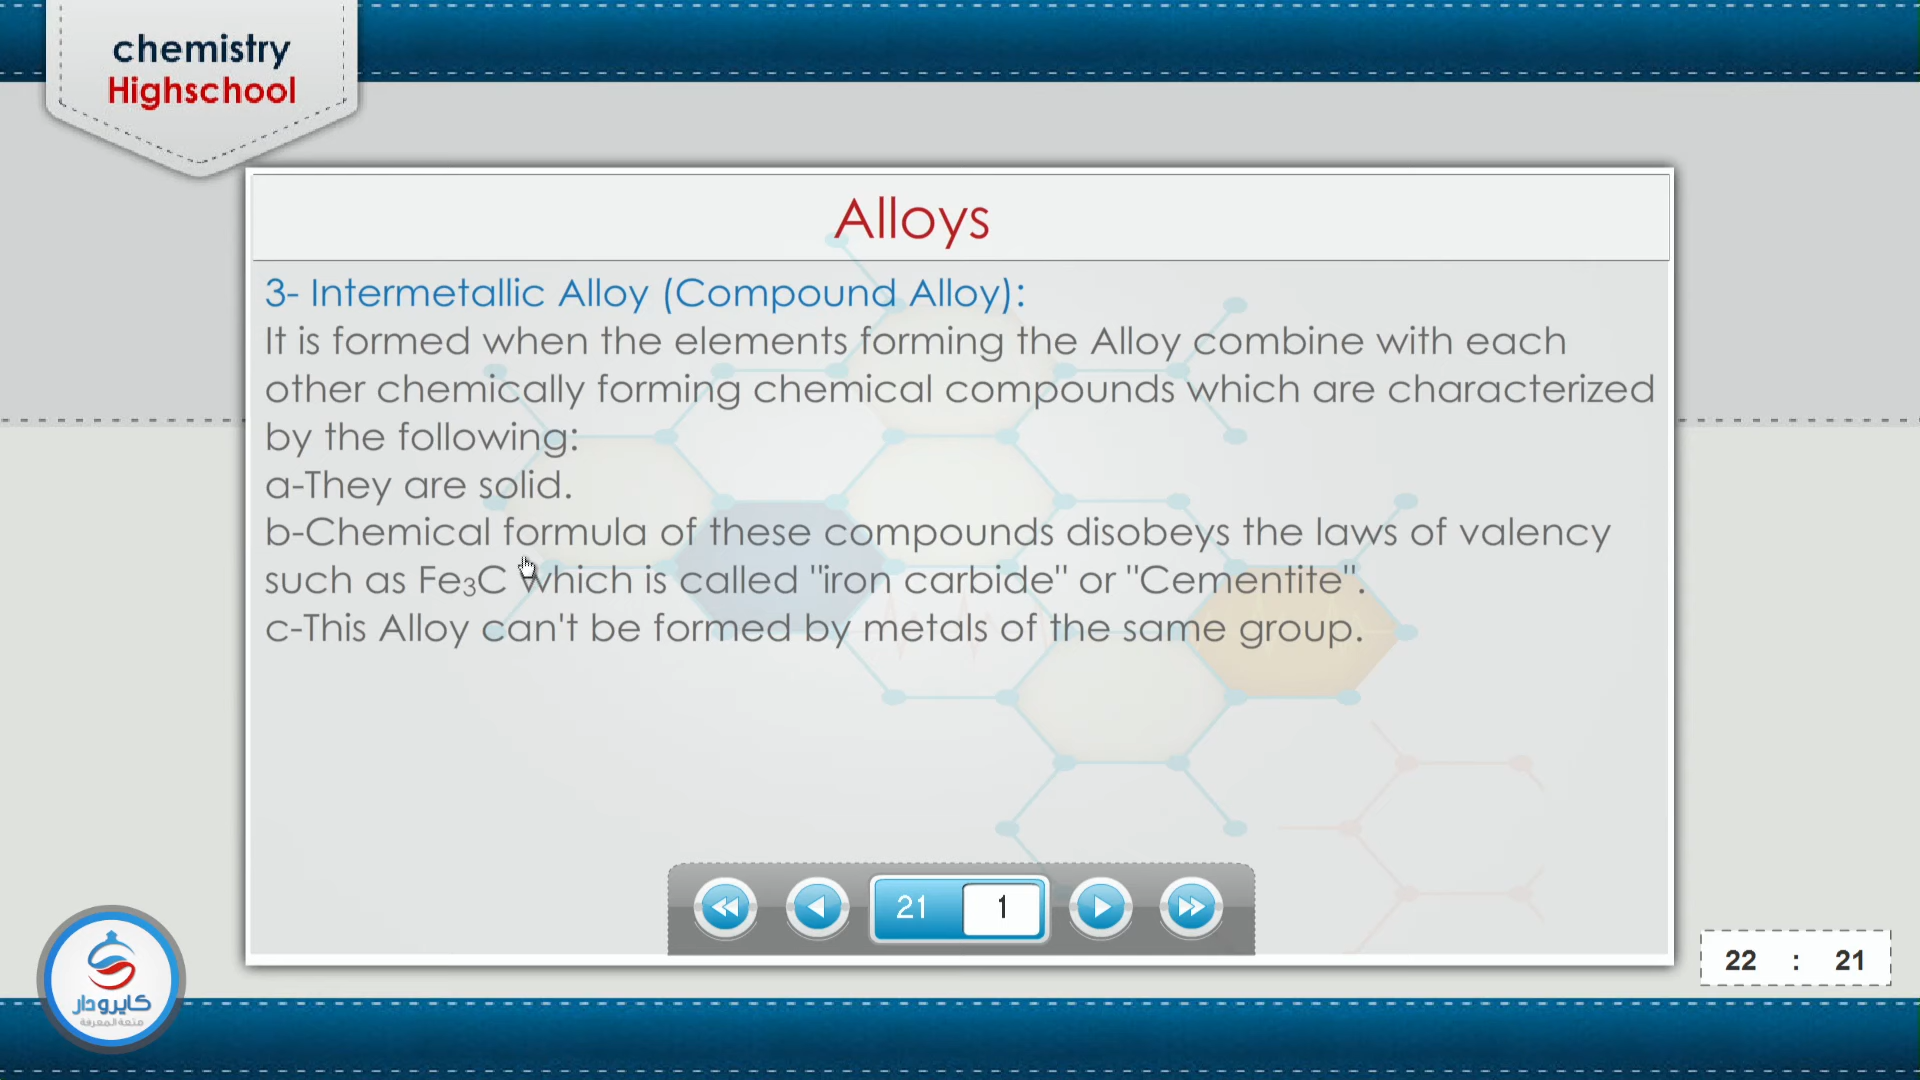 chemistry
Highschool
Alloys
3- Intermetallic Alloy (Compound Alloy):
It is formed when the elements forming the Alloy combine with each
other chemically forming chemical compounds which are characterized
by the following:
a-They are solid.
b-Chemical formula of these compounds disobeys the laws of valency
such as Fe₃C which is called "iron carbide" or "Cementite".
c-This Alloy can't be formed by metals of the same group.
21 1
22 : 21
كايرودار
متعة المعرفة